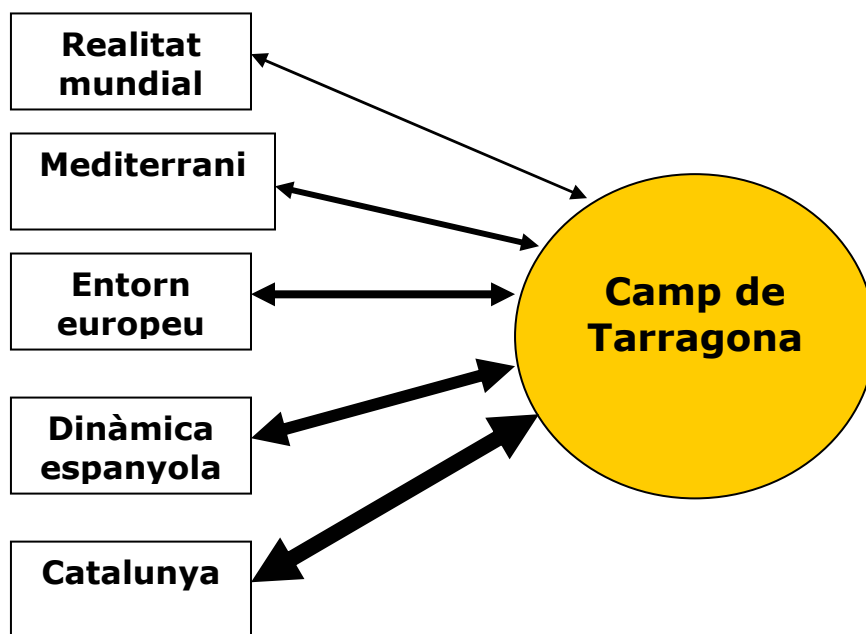 Realitat
mundial
Mediterrani
Entorn
europeu
Dinàmica
espanyola
Catalunya
Camp de
Tarragona